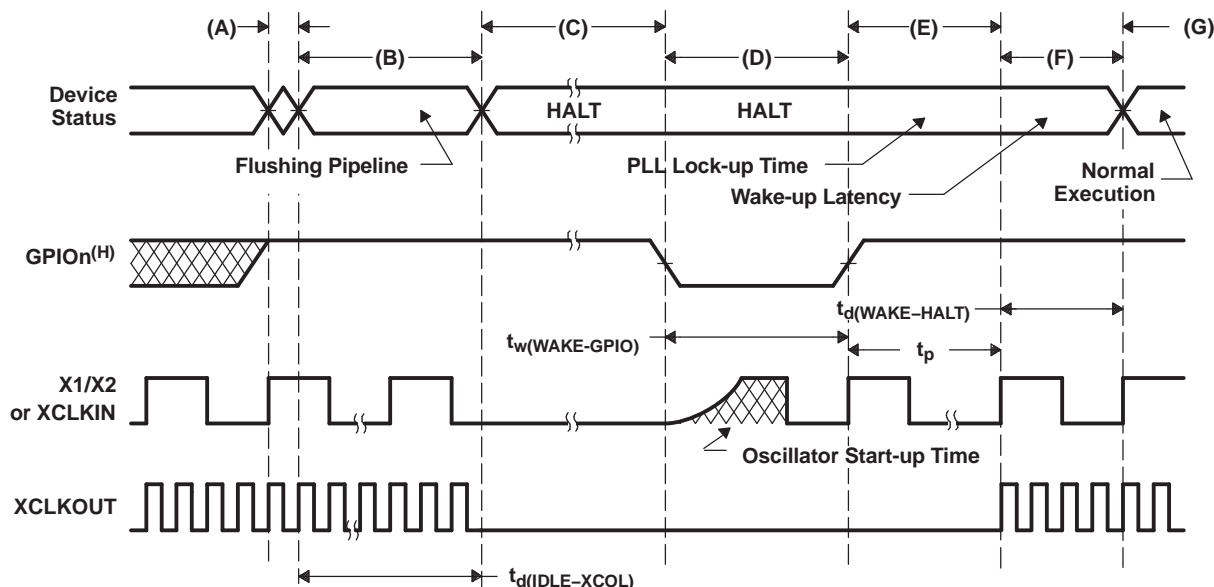 (A)
(C)
(E)
(G)
(B)
(D)
(F)
Device
Status
HALT
HALT
Flushing Pipeline
PLL Lock-up Time
Wake-up Latency
Normal
Execution
GPIOn(H)
td(WAKE–HALT)
tw(WAKE-GPIO)
tp
X1/X2
or XCLKIN
Oscillator Start-up Time
XCLKOUT
td(IDLE–XCOL)